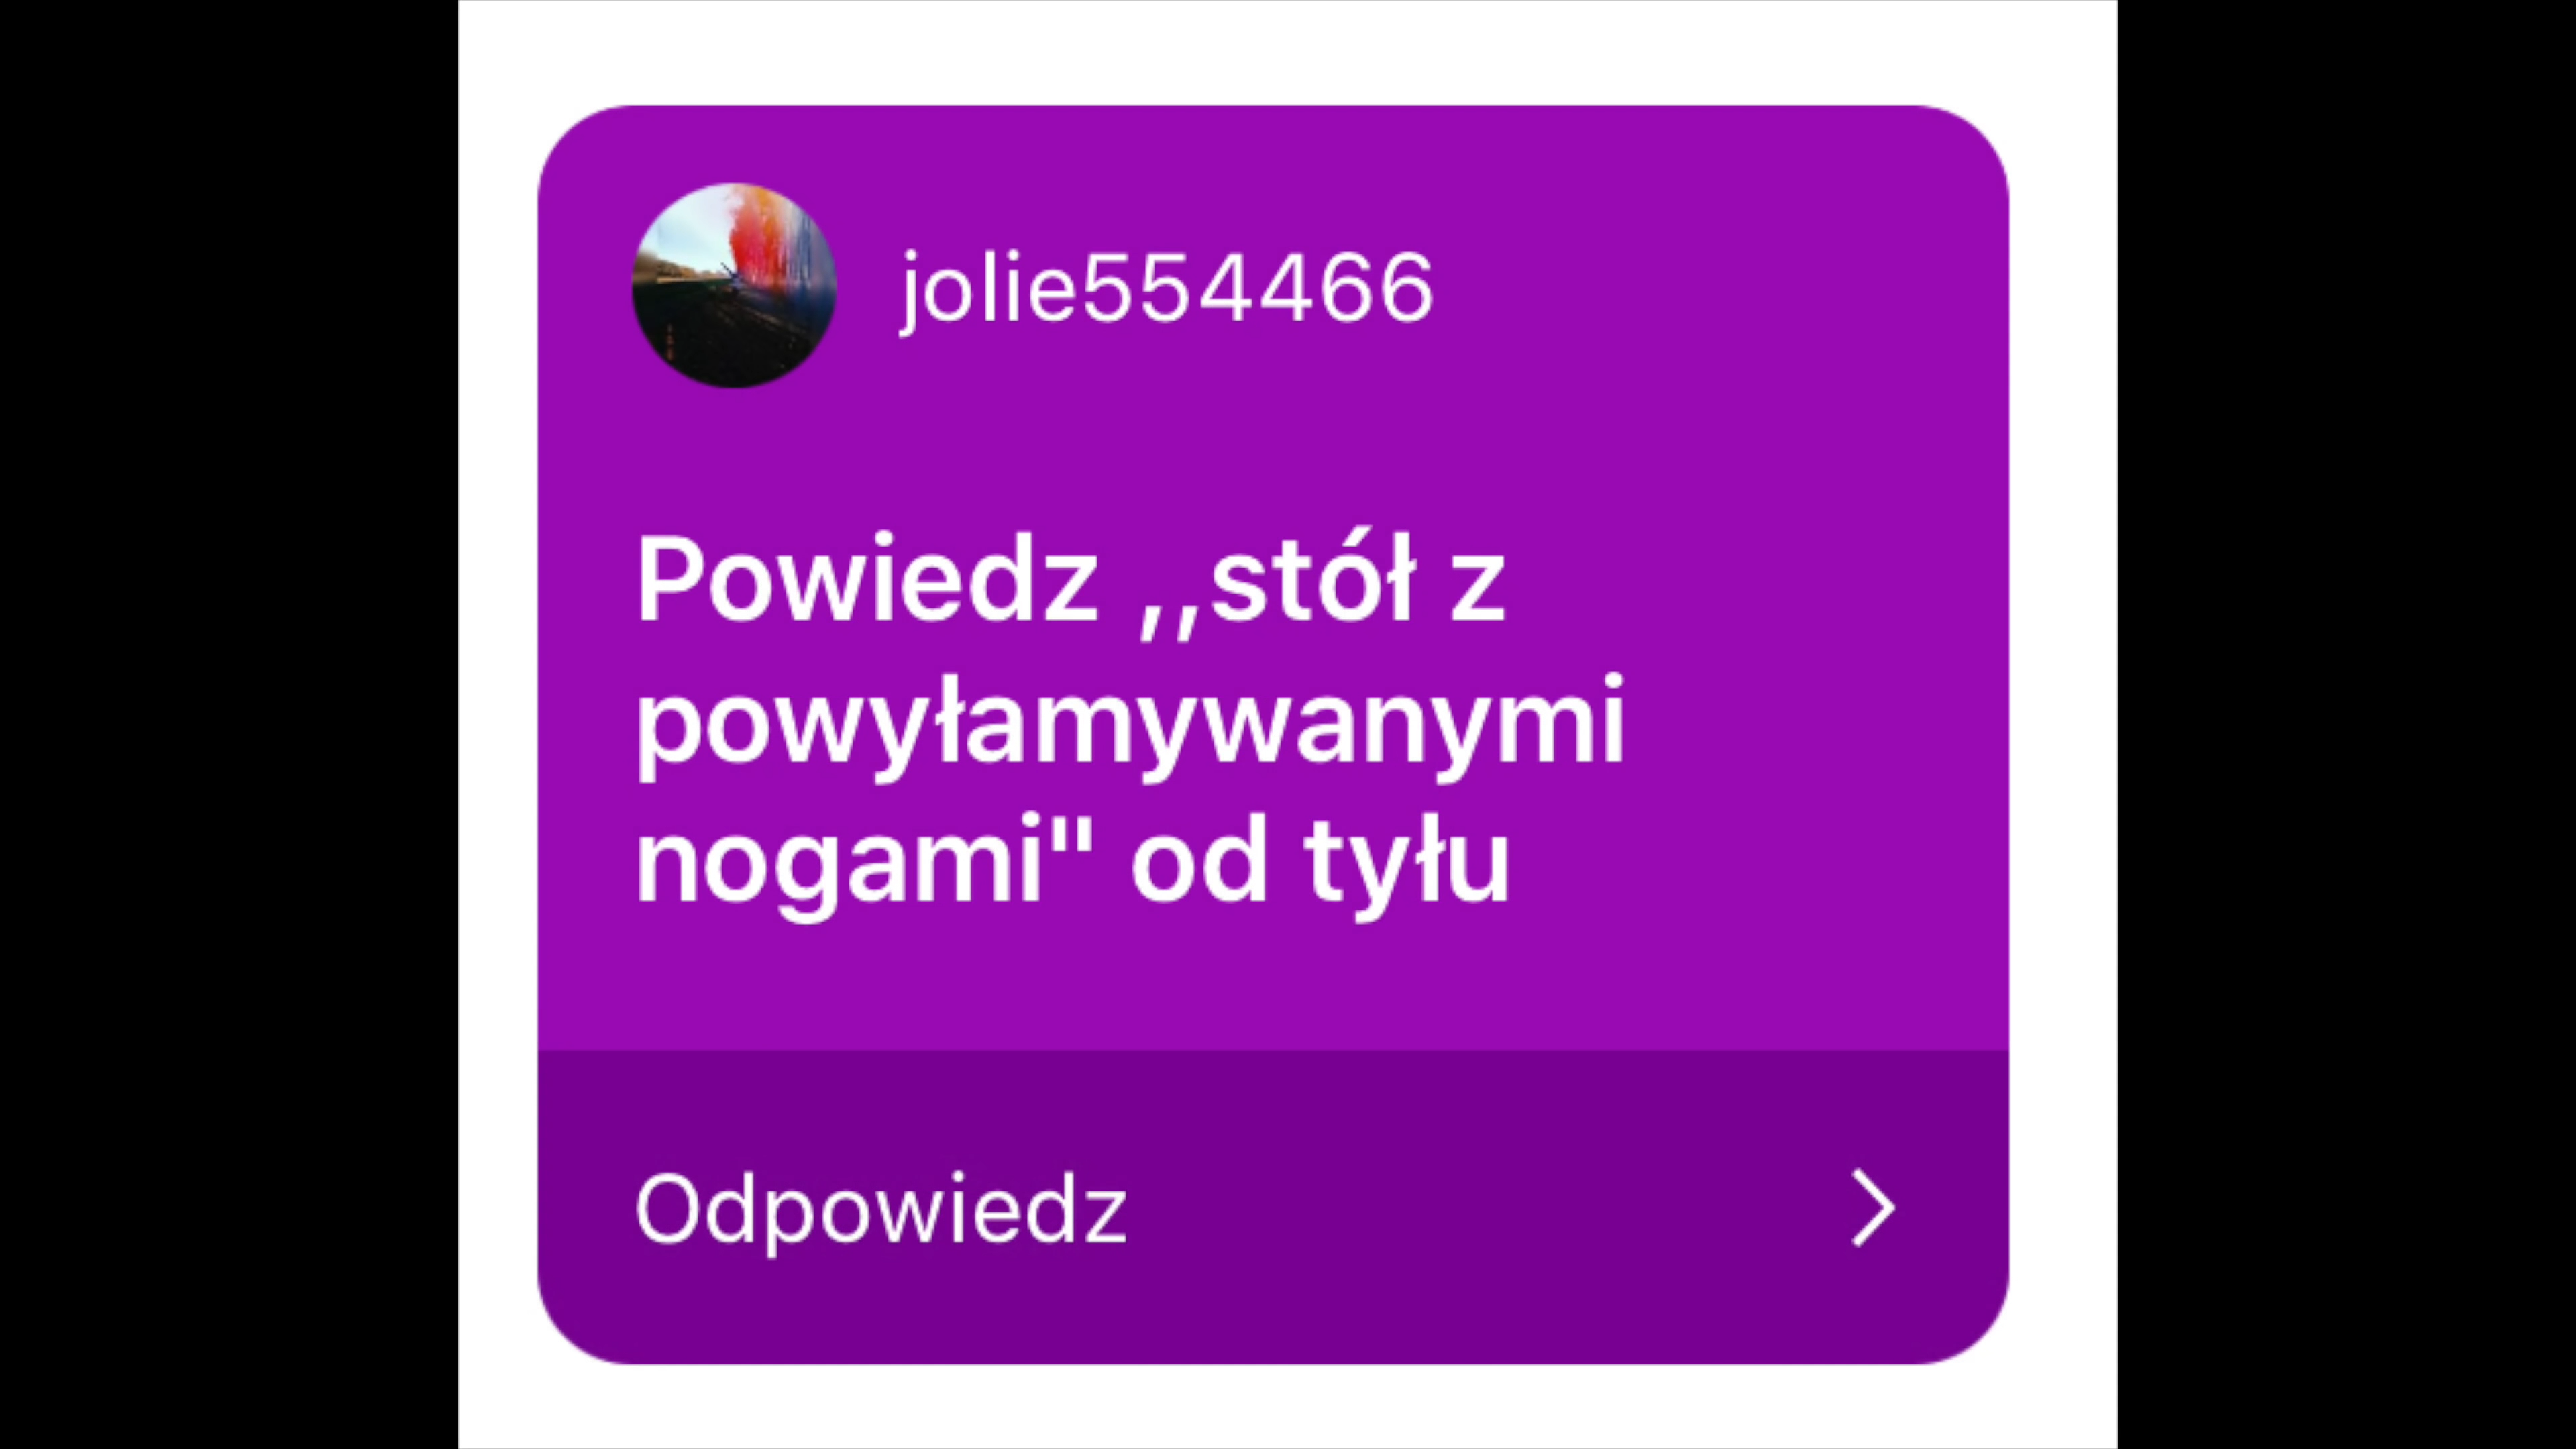 jolie554466
Powiedz ,,stół z
powyłamywanymi
nogami" od tyłu
Odpowiedz